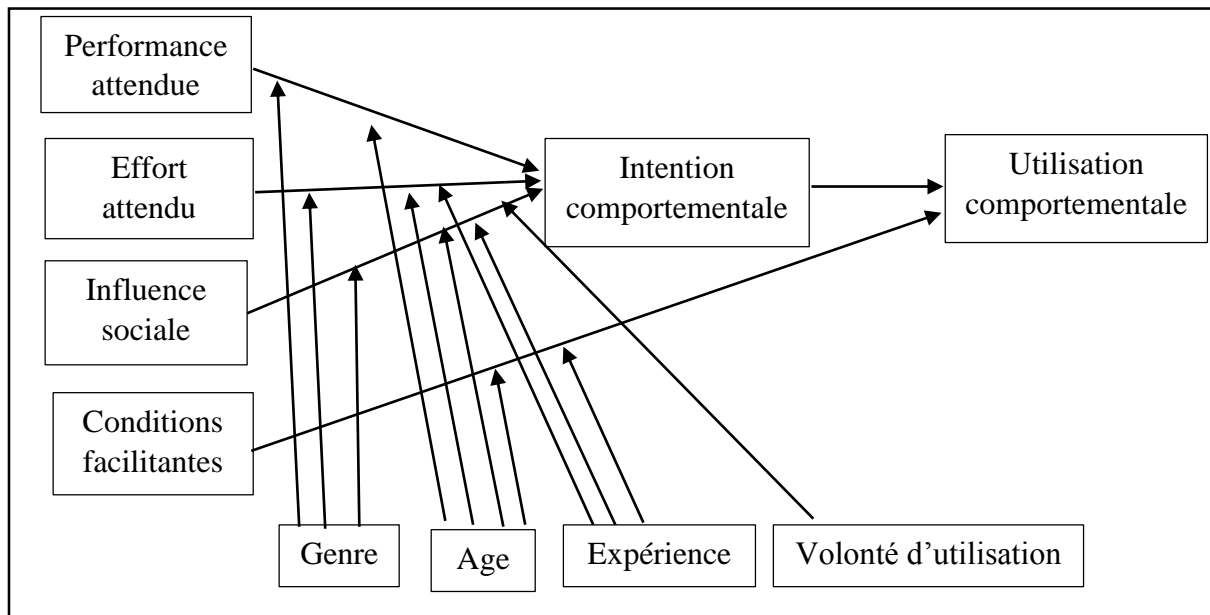 Performance
attendue
Effort
attendu
Intention
comportementale
Utilisation
comportementale
Influence
sociale
Conditions
facilitantes
Genre
Age
Expérience
Volonté d’utilisation